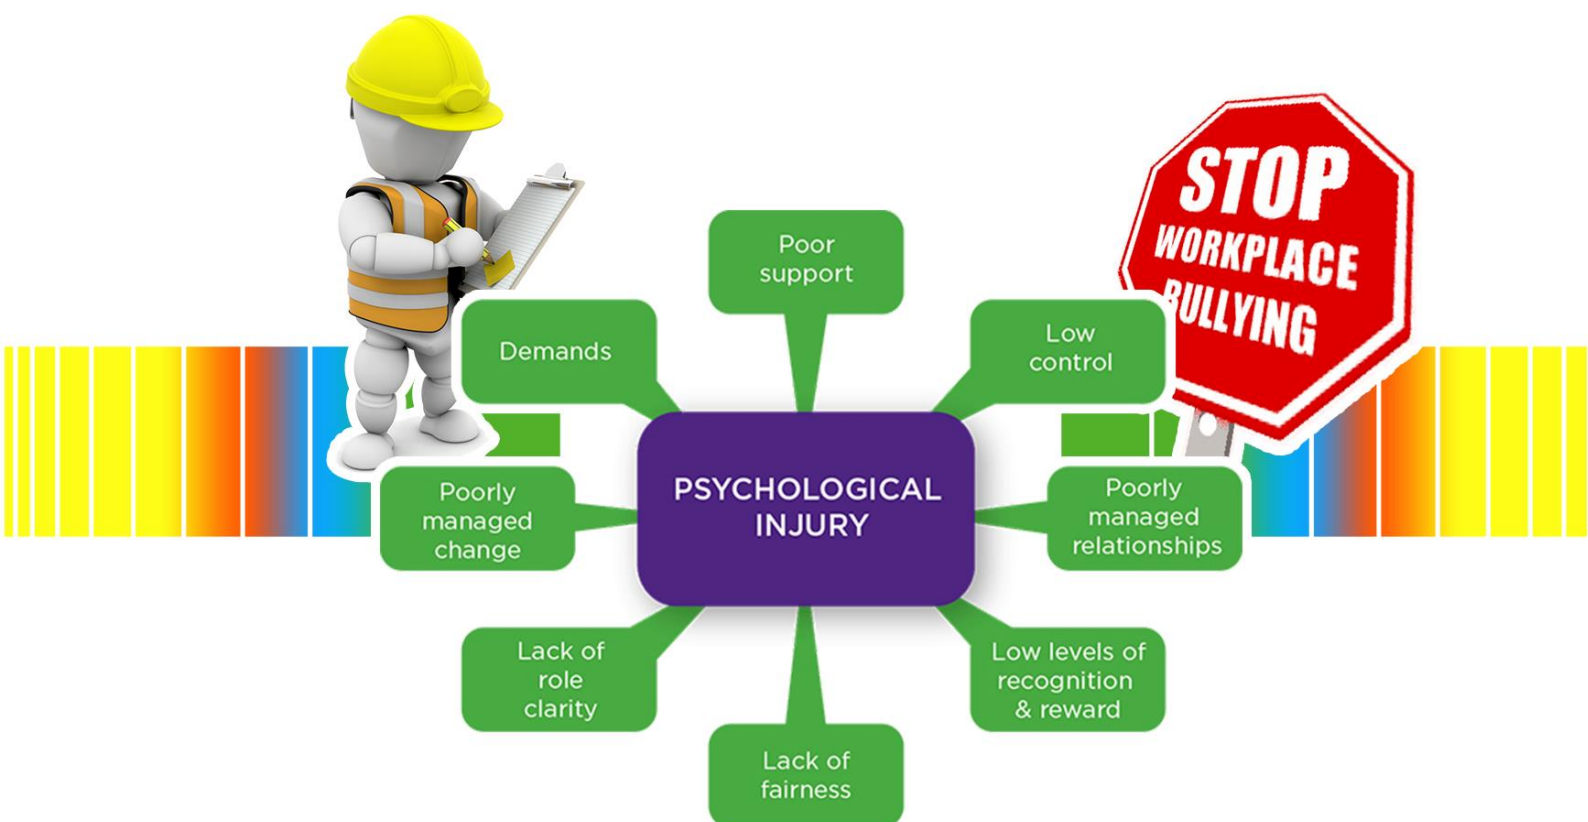 STOP
WORKPLACE
BULLYING
Poor
support
Demands
Low
control
PSYCHOLOGICAL
INJURY
Poorly
managed
change
Poorly
managed
relationships
Lack of
role
clarity
Low levels of
recognition
& reward
Lack of
fairness